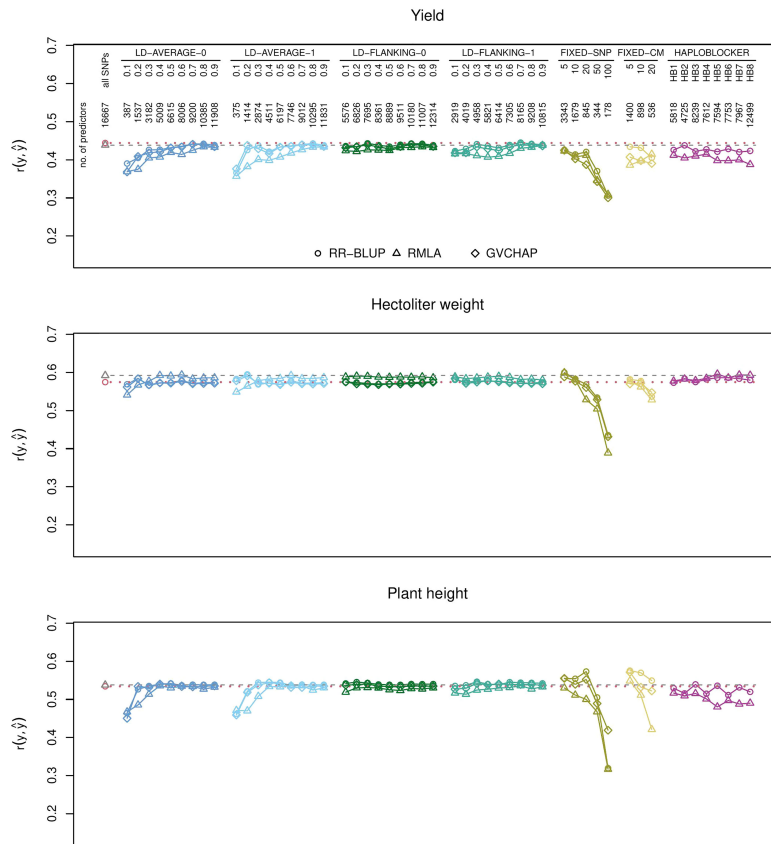 Yield
LD−AVERAGE−0 LD−AVERAGE−1 LD−FLANKING−0 LD−FLANKING−1 FIXED−SNP FIXED−CM HAPLOBLOCKER
all SNPs 0.1 0.2 0.3 0.4 0.5 0.6 0.7 0.8 0.9 0.1 0.2 0.3 0.4 0.5 0.6 0.7 0.8 0.9 0.1 0.2 0.3 0.4 0.5 0.6 0.7 0.8 0.9 0.1 0.2 0.3 0.4 0.5 0.6 0.7 0.8 0.9 5 10 20 50 100 5 10 20 HB1 HB2 HB3 HB4 HB5 HB6 HB7 HB8
no. of predictors 16667 387 1537 3182 5009 6615 8006 9200 10385 11908 375 1414 2874 4511 6197 7746 9012 10295 11831 5576 6826 7695 8361 8889 9511 10180 11007 12314 2919 4019 4958 5821 6414 7305 8165 9208 10815 3343 1679 845 344 178 1400 898 536 5818 4725 8239 7612 7594 7753 7967 12499
0.7
0.6
0.5
0.4
0.3
0.2
r(y, ŷ)
RR−BLUP RMLA GVCHAP
Hectoliter weight
0.7
0.6
0.5
0.4
0.3
0.2
r(y, ŷ)
Plant height
0.7
0.6
0.5
0.4
0.3
0.2
r(y, ŷ)